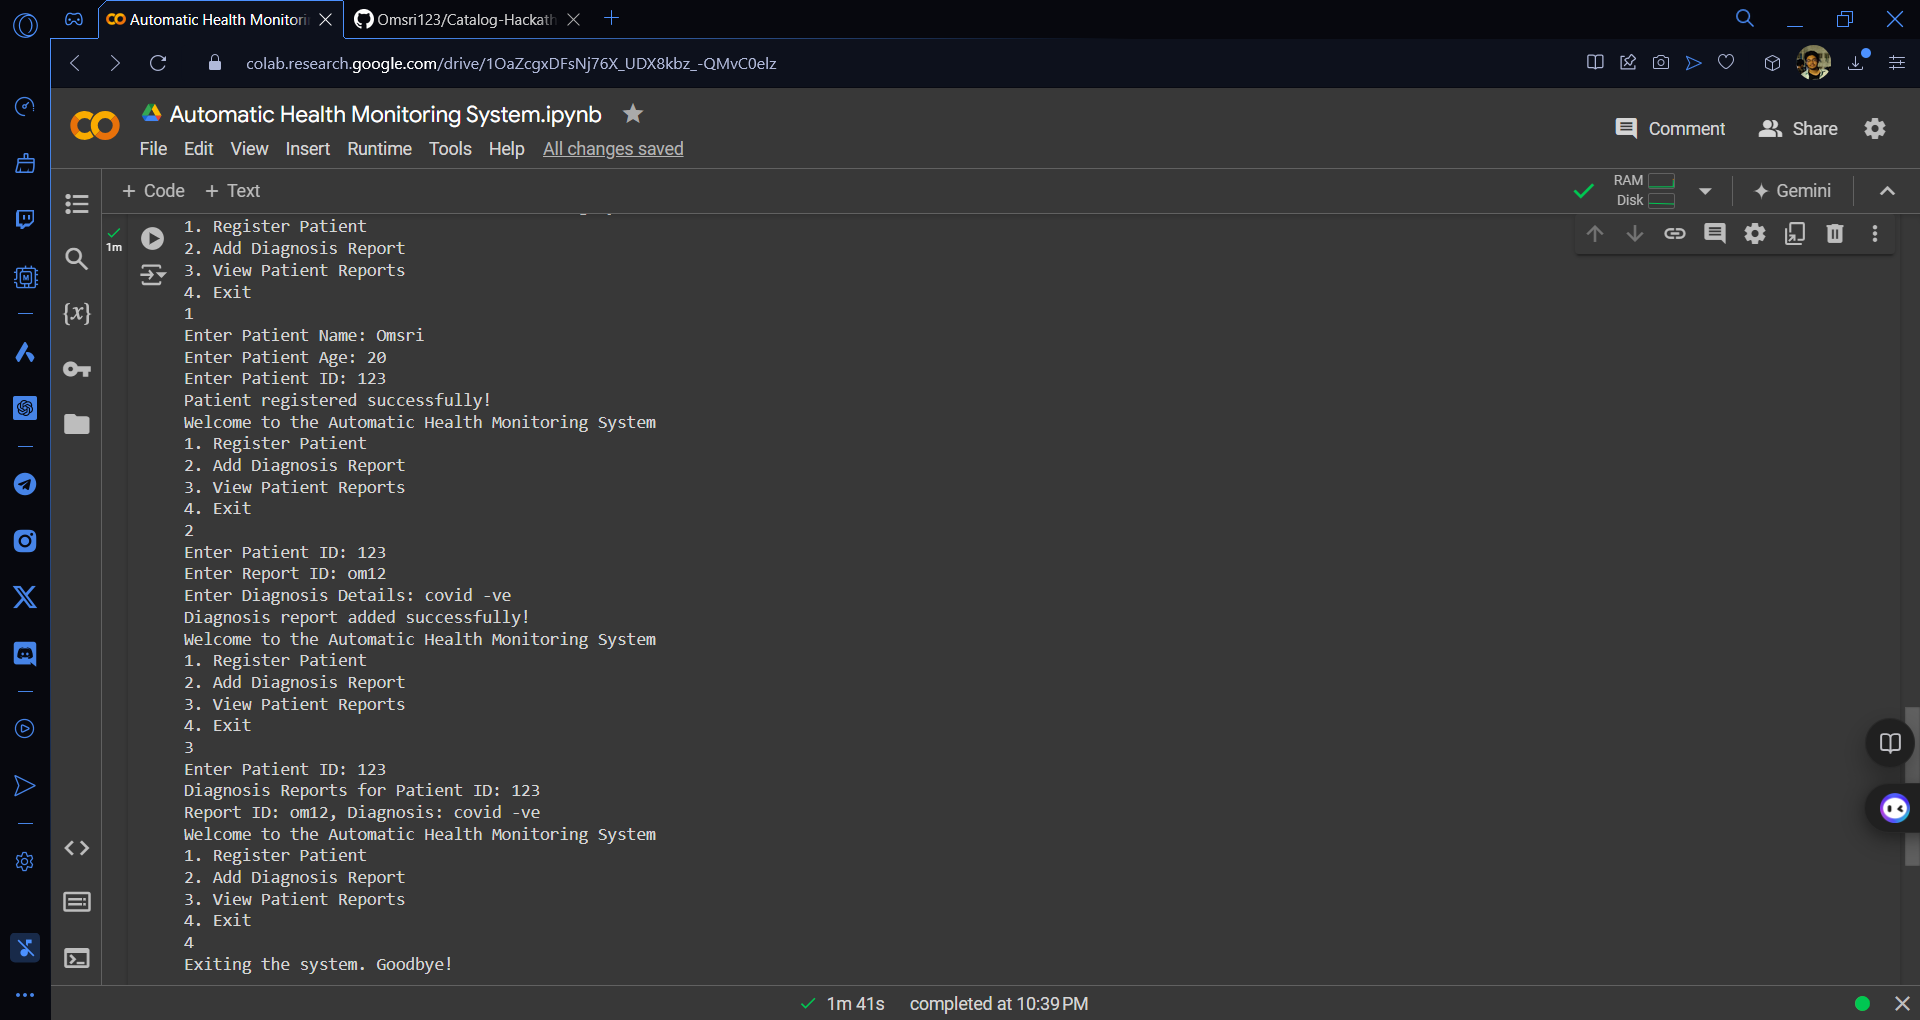 Automatic Health Monitori
Omsri123/Catalog-Hackath
colab.research.google.com/drive/1OaZcgxDFsNj76X_UDX8kbz_-QMvC0elz
Automatic Health Monitoring System.ipynb
Comment
Share
File Edit View Insert Runtime Tools Help All changes saved
+ Code + Text
RAM
Disk
Gemini
1m
1. Register Patient
2. Add Diagnosis Report
3. View Patient Reports
4. Exit
1
Enter Patient Name: Omsri
Enter Patient Age: 20
Enter Patient ID: 123
Patient registered successfully!
Welcome to the Automatic Health Monitoring System
1. Register Patient
2. Add Diagnosis Report
3. View Patient Reports
4. Exit
2
Enter Patient ID: 123
Enter Report ID: om12
Enter Diagnosis Details: covid -ve
Diagnosis report added successfully!
Welcome to the Automatic Health Monitoring System
1. Register Patient
2. Add Diagnosis Report
3. View Patient Reports
4. Exit
3
Enter Patient ID: 123
Diagnosis Reports for Patient ID: 123
Report ID: om12, Diagnosis: covid -ve
Welcome to the Automatic Health Monitoring System
1. Register Patient
2. Add Diagnosis Report
3. View Patient Reports
4. Exit
4
Exiting the system. Goodbye!
1m 41s completed at 10:39 PM